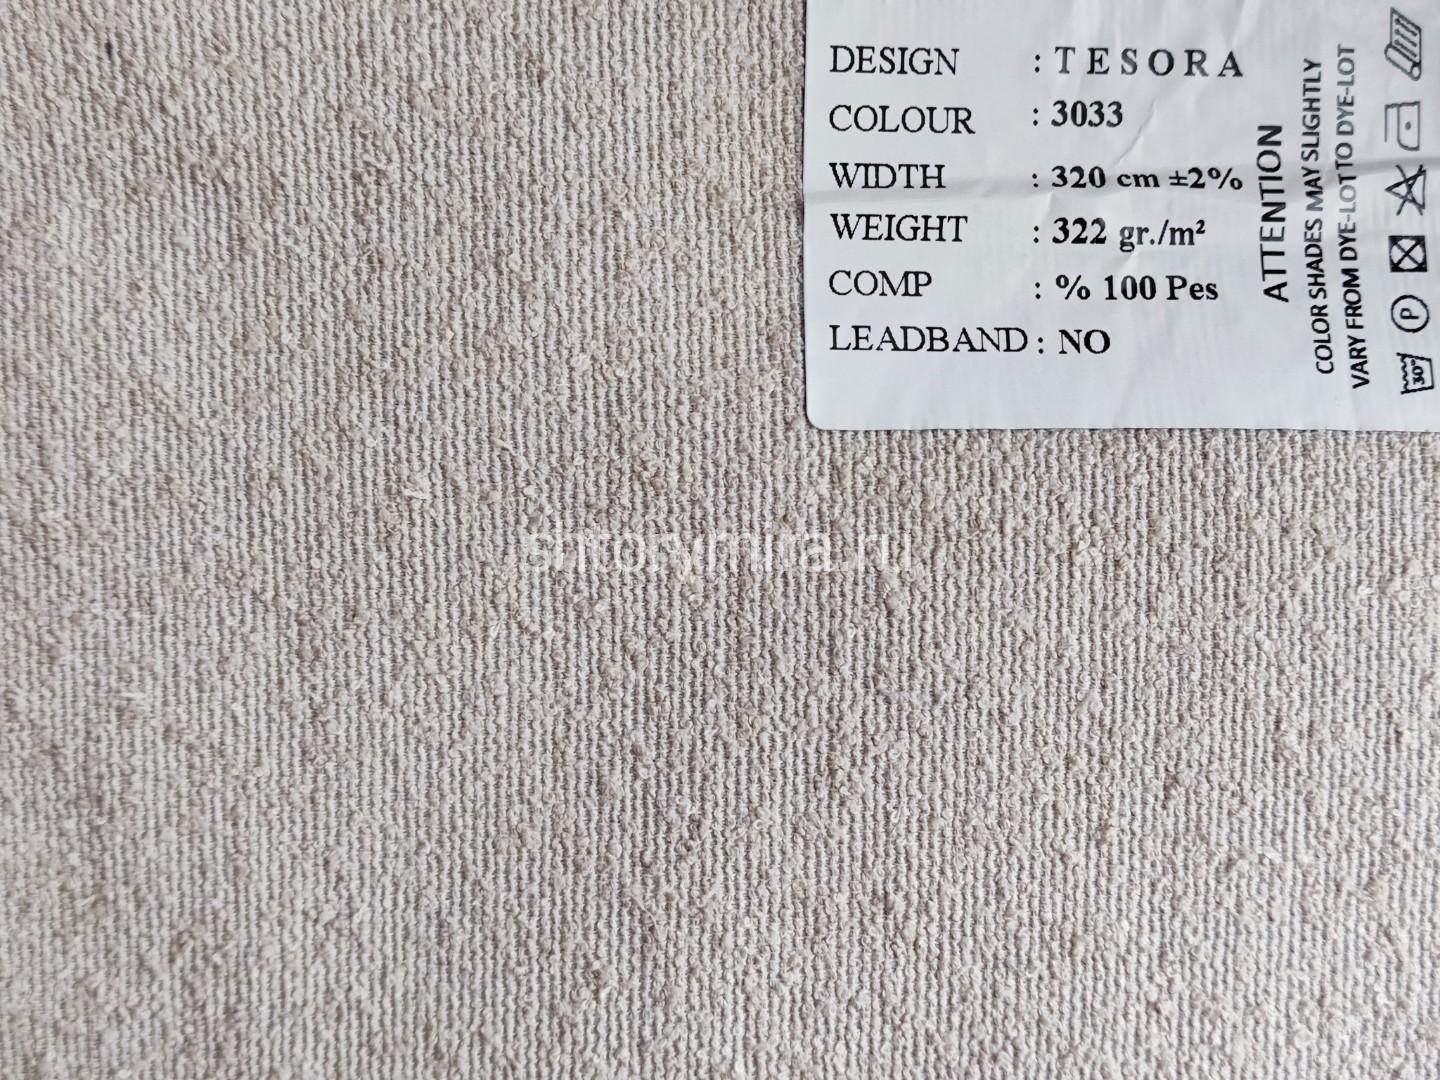 DESIGN : TESORA
COLOUR : 3033
WIDTH : 320 cm ±2%
WEIGHT : 322 gr./m²
COMP : % 100 Pes
LEADBAND : NO
ATTENTION
COLOR SHADES MAY SLIGHTLY
VARY FROM DYE-LOT TO DYE-LOT
P
30°
shtorymira.ru